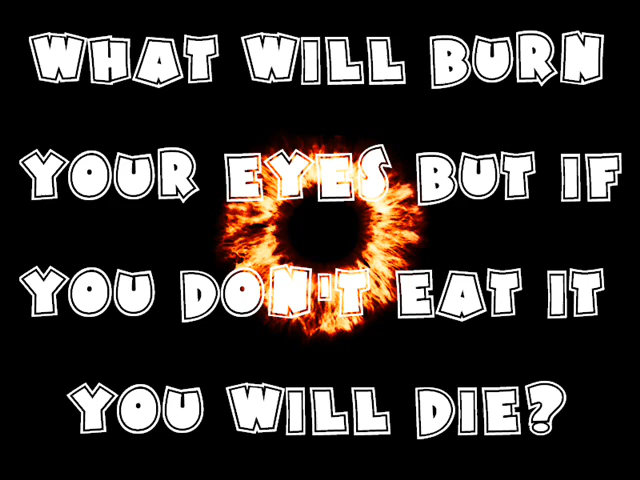 WHAT WILL BURN
YOUR EYES BUT IF
YOU DON'T EAT IT
YOU WILL DIE?